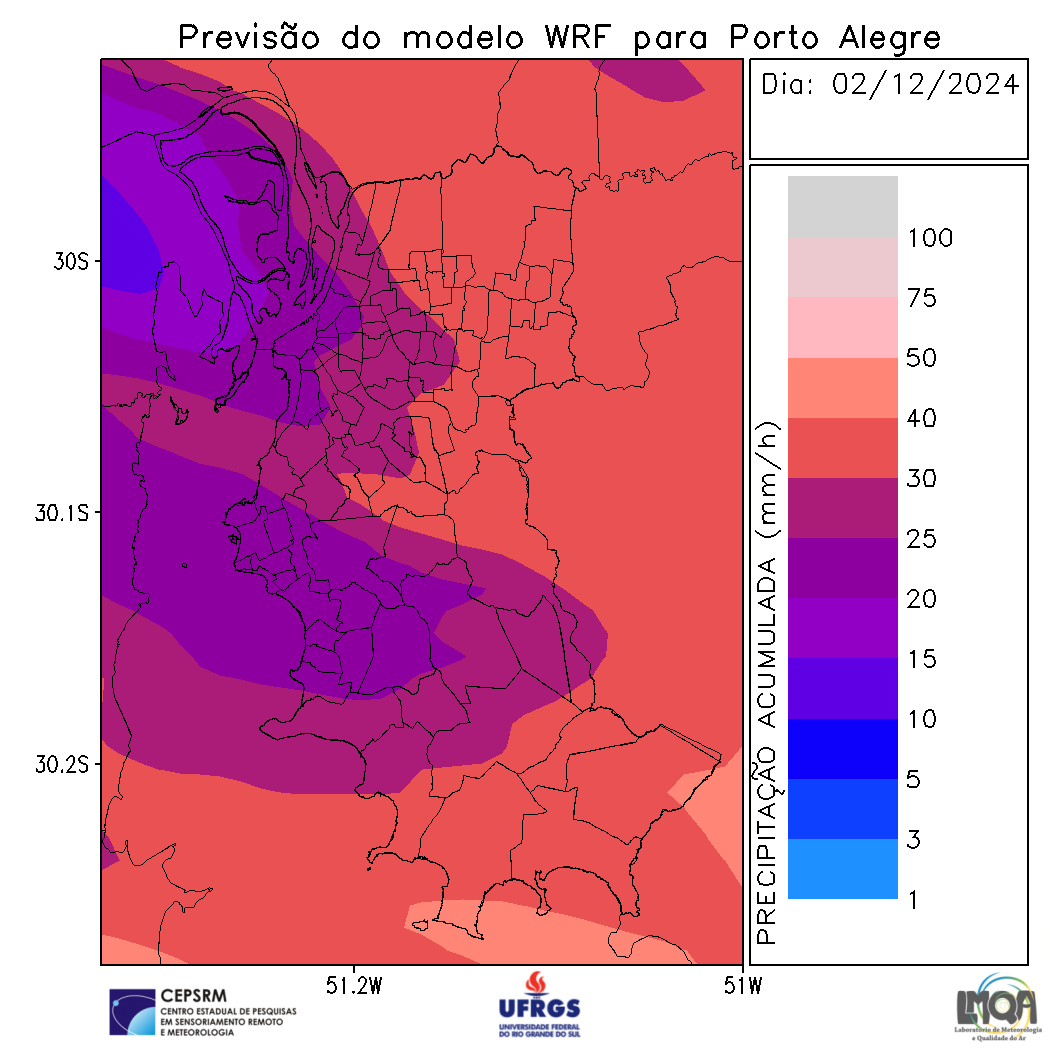 Previsão do modelo WRF para Porto Alegre
Dia: 02/12/2024
30S
30.1S
30.2S
51.2W
51W
PRECIPITAÇÃO ACUMULADA (mm/h)
100
75
50
40
30
25
20
15
10
5
3
1
CEPSRM
CENTRO ESTADUAL DE PESQUISAS
EM SENSORIAMENTO REMOTO
E METEOROLOGIA
UFRGS
UNIVERSIDADE FEDERAL
DO RIO GRANDE DO SUL
LMQA
Laboratório de Meteorologia
e Qualidade do Ar